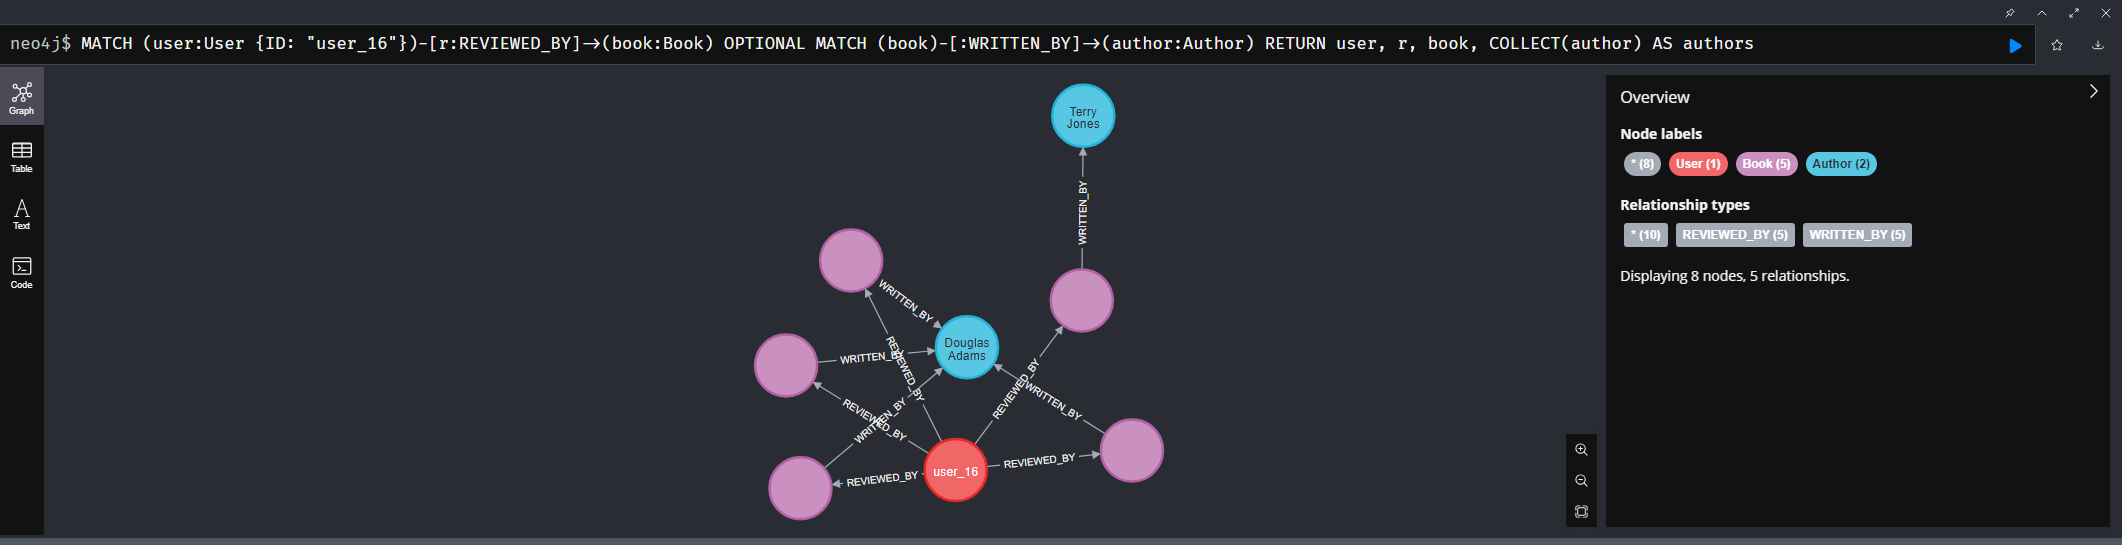 neo4j$ MATCH (user:User {ID: "user_16"})-[r:REVIEWED_BY]->(book:Book) OPTIONAL MATCH (book)-[:WRITTEN_BY]->(author:Author) RETURN user, r, book, COLLECT(author) AS authors
Graph
Table
Text
Code
Terry
Jones
WRITTEN_BY
WRITTEN_BY
Douglas
Adams
WRITTEN_BY
REVIEWED_BY
REVIEWED_BY
WRITTEN_BY
REVIEWED_BY
WRITTEN_BY
user_16
REVIEWED_BY
REVIEWED_BY
Overview
Node labels
* (8) User (1) Book (5) Author (2)
Relationship types
* (10) REVIEWED_BY (5) WRITTEN_BY (5)
Displaying 8 nodes, 5 relationships.